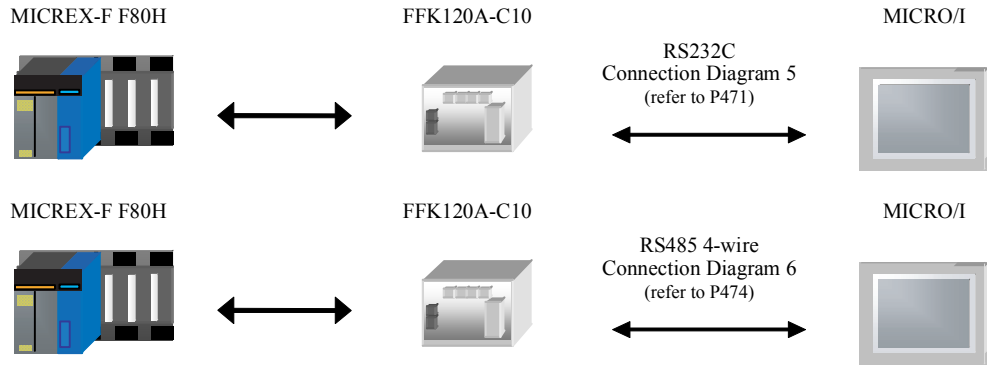 MICREX-F F80H
FFK120A-C10
MICRO/I
RS232C
Connection Diagram 5
(refer to P471)
MICREX-F F80H
FFK120A-C10
MICRO/I
RS485 4-wire
Connection Diagram 6
(refer to P474)